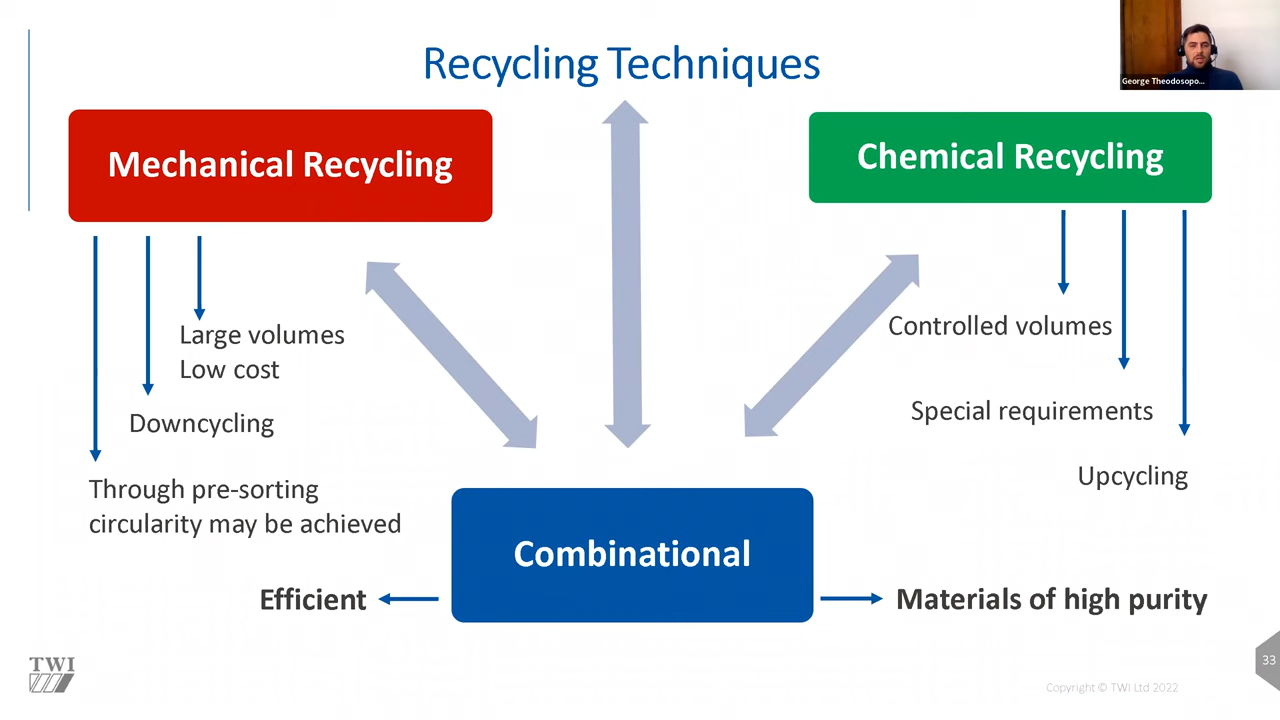 Recycling Techniques
George Theodosopo...
Mechanical Recycling
Chemical Recycling
Large volumes
Low cost
Downcycling
Through pre-sorting
circularity may be achieved
Controlled volumes
Special requirements
Upcycling
Combinational
Efficient
Materials of high purity
TWI
33
Copyright © TWI Ltd 2022